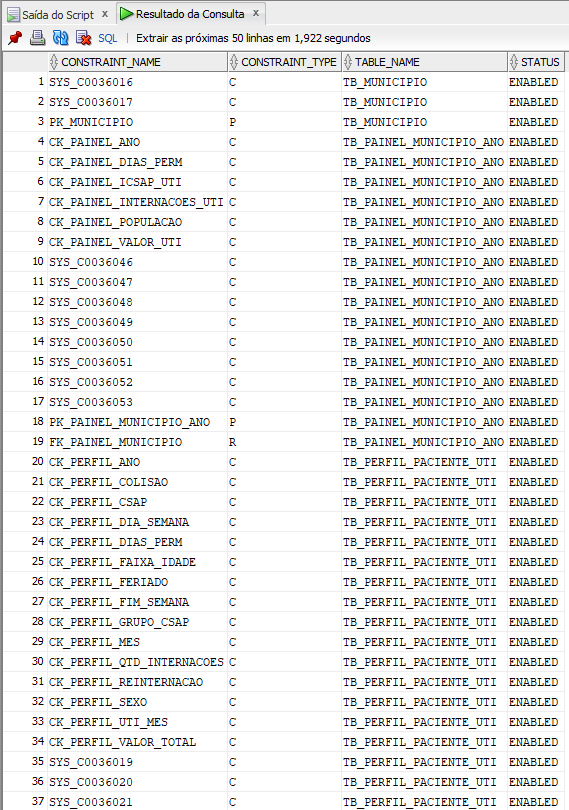 Saída do Script x Resultado da Consulta x
SQL | Extrair as próximas 50 linhas em 1,922 segundos
CONSTRAINT_NAME CONSTRAINT_TYPE TABLE_NAME STATUS
1 SYS_C0036016 C TB_MUNICIPIO ENABLED
2 SYS_C0036017 C TB_MUNICIPIO ENABLED
3 PK_MUNICIPIO P TB_MUNICIPIO ENABLED
4 CK_PAINEL_ANO C TB_PAINEL_MUNICIPIO_ANO ENABLED
5 CK_PAINEL_DIAS_PERM C TB_PAINEL_MUNICIPIO_ANO ENABLED
6 CK_PAINEL_ICSAP_UTI C TB_PAINEL_MUNICIPIO_ANO ENABLED
7 CK_PAINEL_INTERNACOES_UTI C TB_PAINEL_MUNICIPIO_ANO ENABLED
8 CK_PAINEL_POPULACAO C TB_PAINEL_MUNICIPIO_ANO ENABLED
9 CK_PAINEL_VALOR_UTI C TB_PAINEL_MUNICIPIO_ANO ENABLED
10 SYS_C0036046 C TB_PAINEL_MUNICIPIO_ANO ENABLED
11 SYS_C0036047 C TB_PAINEL_MUNICIPIO_ANO ENABLED
12 SYS_C0036048 C TB_PAINEL_MUNICIPIO_ANO ENABLED
13 SYS_C0036049 C TB_PAINEL_MUNICIPIO_ANO ENABLED
14 SYS_C0036050 C TB_PAINEL_MUNICIPIO_ANO ENABLED
15 SYS_C0036051 C TB_PAINEL_MUNICIPIO_ANO ENABLED
16 SYS_C0036052 C TB_PAINEL_MUNICIPIO_ANO ENABLED
17 SYS_C0036053 C TB_PAINEL_MUNICIPIO_ANO ENABLED
18 PK_PAINEL_MUNICIPIO_ANO P TB_PAINEL_MUNICIPIO_ANO ENABLED
19 FK_PAINEL_MUNICIPIO R TB_PAINEL_MUNICIPIO_ANO ENABLED
20 CK_PERFIL_ANO C TB_PERFIL_PACIENTE_UTI ENABLED
21 CK_PERFIL_COLISAO C TB_PERFIL_PACIENTE_UTI ENABLED
22 CK_PERFIL_CSAP C TB_PERFIL_PACIENTE_UTI ENABLED
23 CK_PERFIL_DIA_SEMANA C TB_PERFIL_PACIENTE_UTI ENABLED
24 CK_PERFIL_DIAS_PERM C TB_PERFIL_PACIENTE_UTI ENABLED
25 CK_PERFIL_FAIXA_IDADE C TB_PERFIL_PACIENTE_UTI ENABLED
26 CK_PERFIL_FERIADO C TB_PERFIL_PACIENTE_UTI ENABLED
27 CK_PERFIL_FIM_SEMANA C TB_PERFIL_PACIENTE_UTI ENABLED
28 CK_PERFIL_GRUPO_CSAP C TB_PERFIL_PACIENTE_UTI ENABLED
29 CK_PERFIL_MES C TB_PERFIL_PACIENTE_UTI ENABLED
30 CK_PERFIL_QTD_INTERNACOES C TB_PERFIL_PACIENTE_UTI ENABLED
31 CK_PERFIL_REINTERNACAO C TB_PERFIL_PACIENTE_UTI ENABLED
32 CK_PERFIL_SEXO C TB_PERFIL_PACIENTE_UTI ENABLED
33 CK_PERFIL_UTI_MES C TB_PERFIL_PACIENTE_UTI ENABLED
34 CK_PERFIL_VALOR_TOTAL C TB_PERFIL_PACIENTE_UTI ENABLED
35 SYS_C0036019 C TB_PERFIL_PACIENTE_UTI ENABLED
36 SYS_C0036020 C TB_PERFIL_PACIENTE_UTI ENABLED
37 SYS_C0036021 C TB_PERFIL_PACIENTE_UTI ENABLED